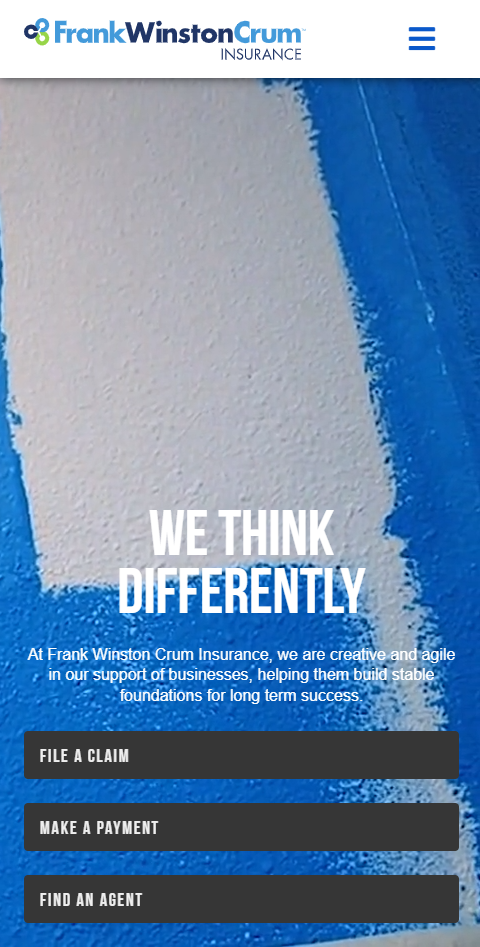 FrankWinstonCrum™
INSURANCE
WE THINK
DIFFERENTLY
At Frank Winston Crum Insurance, we are creative and agile
in our support of businesses, helping them build stable
foundations for long term success.
FILE A CLAIM
MAKE A PAYMENT
FIND AN AGENT